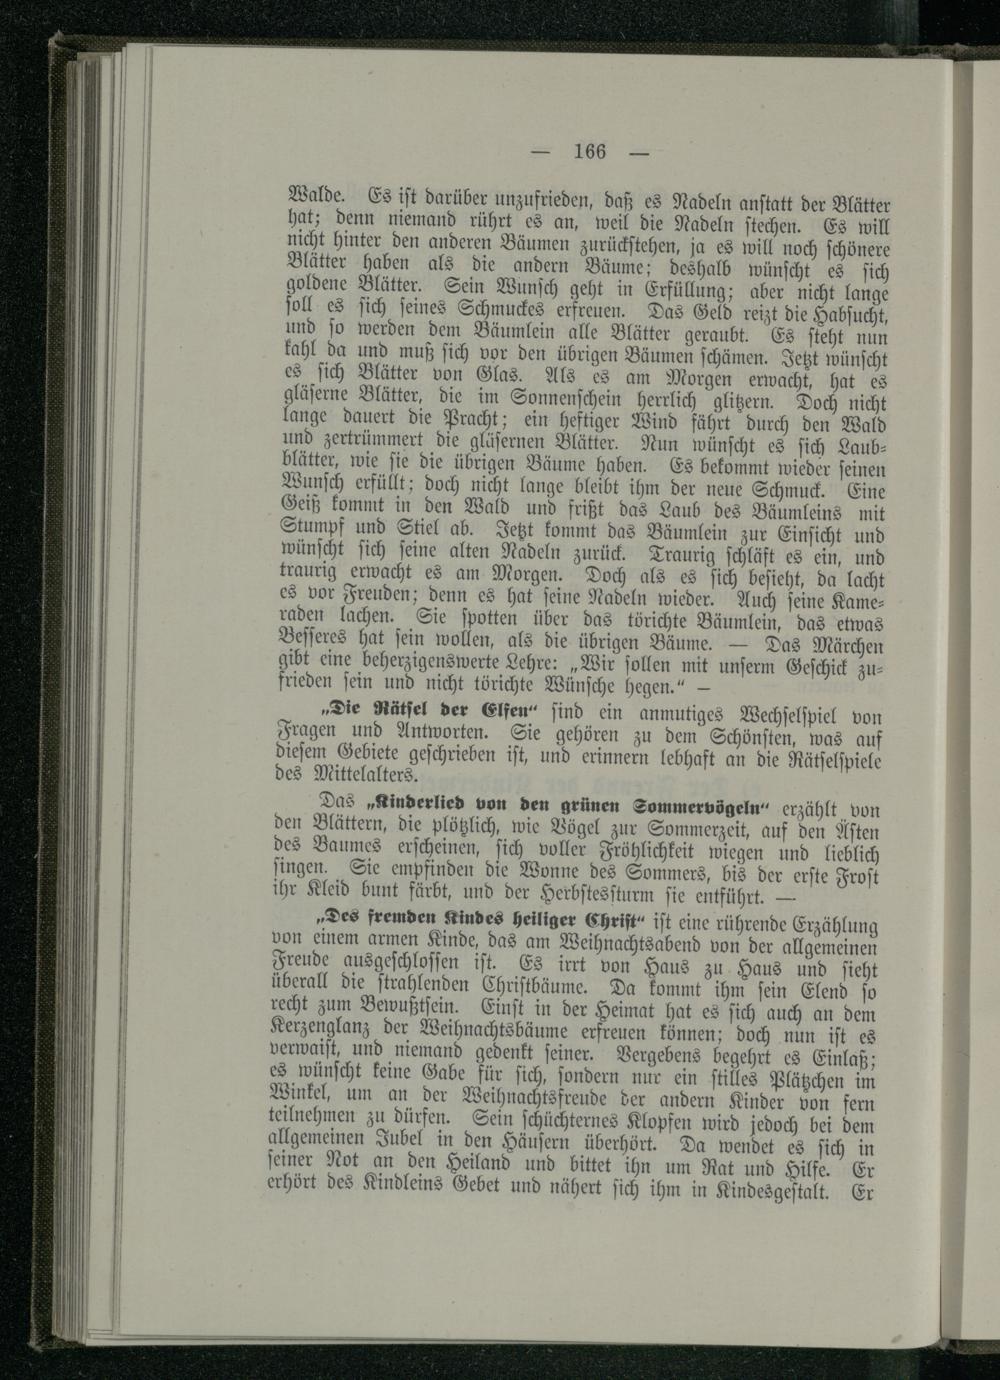 — 166 —
Walde. Es ist darüber unzufrieden, daß es Nadeln anstatt der Blätter
hat; denn niemand rührt es an, weil die Nadeln stechen. Es will
nicht hinter den anderen Bäumen zurückstehen, ja es will noch schönere
Blätter haben als die andern Bäume; deshalb wünscht es sich
goldene Blätter. Sein Wunsch geht in Erfüllung; aber nicht lange
soll es sich seines Schmuckes erfreuen. Das Geld reizt die Habsucht,
und so werden dem Bäumlein alle Blätter geraubt. Es steht nun
kahl da und muß sich vor den übrigen Bäumen schämen. Jetzt wünscht
es sich Blätter von Glas. Als es am Morgen erwacht, hat es
gläserne Blätter, die im Sonnenschein herrlich glitzern. Doch nicht
lange dauert die Pracht; ein heftiger Wind fährt durch den Wald
und zertrümmert die gläsernen Blätter. Nun wünscht es sich Laub-
blätter, wie sie die übrigen Bäume haben. Es bekommt wieder seinen
Wunsch erfüllt; doch nicht lange bleibt ihm der neue Schmuck. Eine
Geiß kommt in den Wald und frißt das Laub des Bäumleins mit
Stumpf und Stiel ab. Jetzt kommt das Bäumlein zur Einsicht und
wünscht sich seine alten Nadeln zurück. Traurig schläft es ein, und
traurig erwacht es am Morgen. Doch als es sich besieht, da lacht
es vor Freuden; denn es hat seine Nadeln wieder. Auch seine Kame-
raden lachen. Sie spotten über das törichte Bäumlein, das etwas
Besseres hat sein wollen, als die übrigen Bäume. — Das Märchen
gibt eine beherzigenswerte Lehre: „Wir sollen mit unserm Geschick zu-
frieden sein und nicht törichte Wünsche hegen.“ —
„Die Rätsel der Elfen“ sind ein anmutiges Wechselspiel von
Fragen und Antworten. Sie gehören zu dem Schönsten, was auf
diesem Gebiete geschrieben ist, und erinnern lebhaft an die Rätselspiele
des Mittelalters.
Das „Kinderlied von den grünen Sommervögeln“ erzählt von
den Blättern, die plötzlich, wie Vögel zur Sommerzeit, auf den Ästen
des Baumes erscheinen, sich voller Fröhlichkeit wiegen und lieblich
singen. Sie empfinden die Wonne des Sommers, bis der erste Frost
ihr Kleid bunt färbt, und der Herbstessturm sie entführt. —
„Des fremden Kindes heiliger Christ“ ist eine rührende Erzählung
von einem armen Kinde, das am Weihnachtsabend von der allgemeinen
Freude ausgeschlossen ist. Es irrt von Haus zu Haus und sieht
überall die strahlenden Christbäume. Da kommt ihm sein Elend so
recht zum Bewußtsein. Einst in der Heimat hat es sich auch an dem
Kerzenglanz der Weihnachtsbäume erfreuen können; doch nun ist es
verwaist, und niemand gedenkt seiner. Vergebens begehrt es Einlaß;
es wünscht keine Gabe für sich, sondern nur ein stilles Plätzchen im
Winkel, um an der Weihnachtsfreude der andern Kinder von fern
teilnehmen zu dürfen. Sein schüchternes Klopfen wird jedoch bei dem
allgemeinen Jubel in den Häusern überhört. Da wendet es sich in
seiner Not an den Heiland und bittet ihn um Rat und Hilfe. Er
erhört des Kindleins Gebet und nähert sich ihm in Kindesgestalt. Er